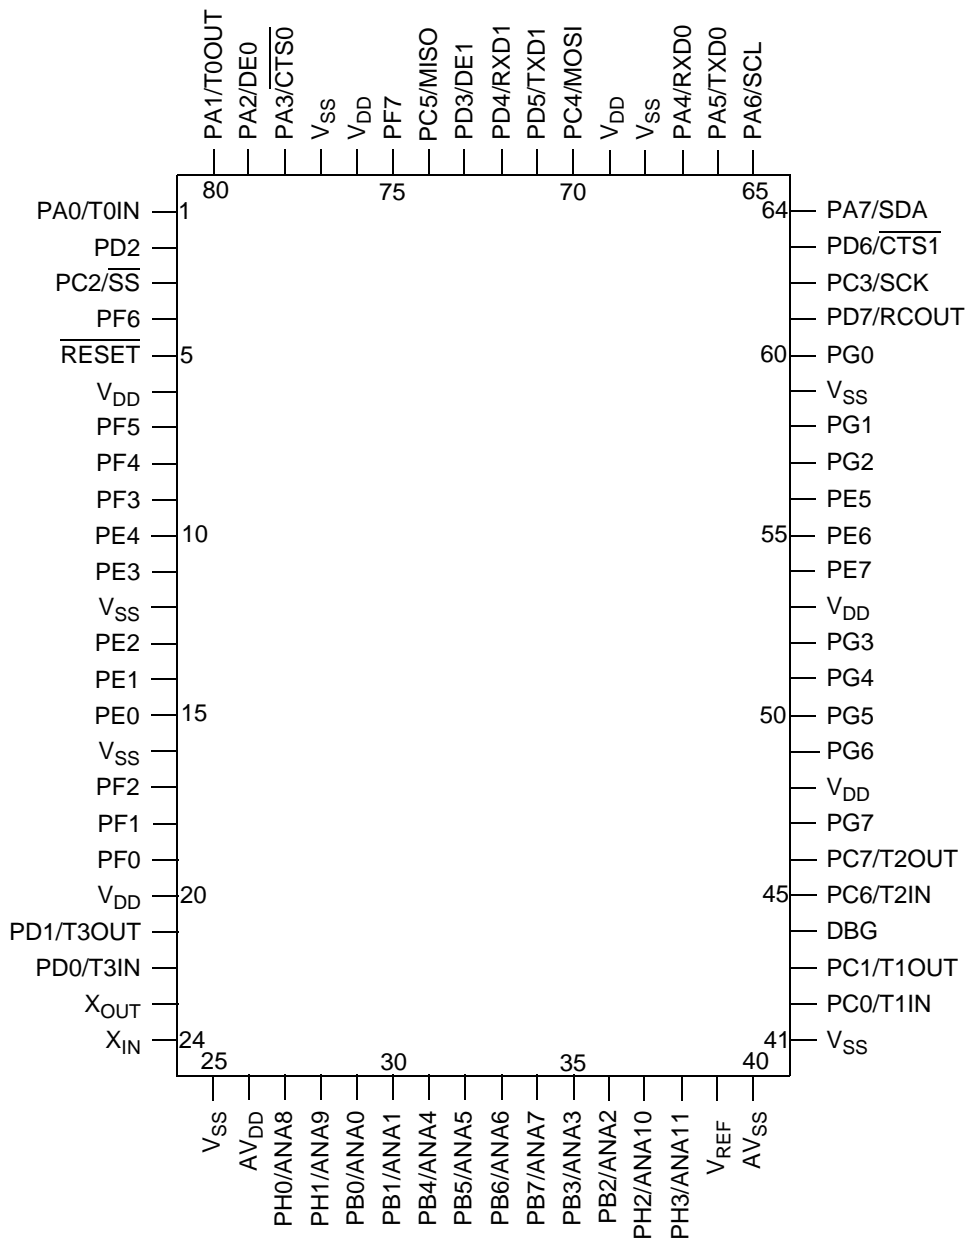 PA1/T0OUT
PA2/DE0
PA3/CTS0
VSS
VDD
PF7
PC5/MISO
PD3/DE1
PD4/RXD1
PD5/TXD1
PC4/MOSI
VDD
VSS
PA4/RXD0
PA5/TXD0
PA6/SCL
80
75
70
65
PA0/T0IN 1
PD2
PC2/SS
PF6
RESET 5
VDD
PF5
PF4
PF3
PE4 10
PE3
VSS
PE2
PE1
PE0 15
VSS
PF2
PF1
PF0
VDD 20
PD1/T3OUT
PD0/T3IN
XOUT
XIN 24
64 PA7/SDA
PD6/CTS1
PC3/SCK
PD7/RCOUT
60 PG0
VSS
PG1
PG2
PE5
55 PE6
PE7
VDD
PG3
PG4
50 PG5
PG6
VDD
PG7
PC7/T2OUT
45 PC6/T2IN
DBG
PC1/T1OUT
PC0/T1IN
41 VSS
25
30
35
40
VSS
AVDD
PH0/ANA8
PH1/ANA9
PB0/ANA0
PB1/ANA1
PB4/ANA4
PB5/ANA5
PB6/ANA6
PB7/ANA7
PB3/ANA3
PB2/ANA2
PH2/ANA10
PH3/ANA11
VREF
AVSS